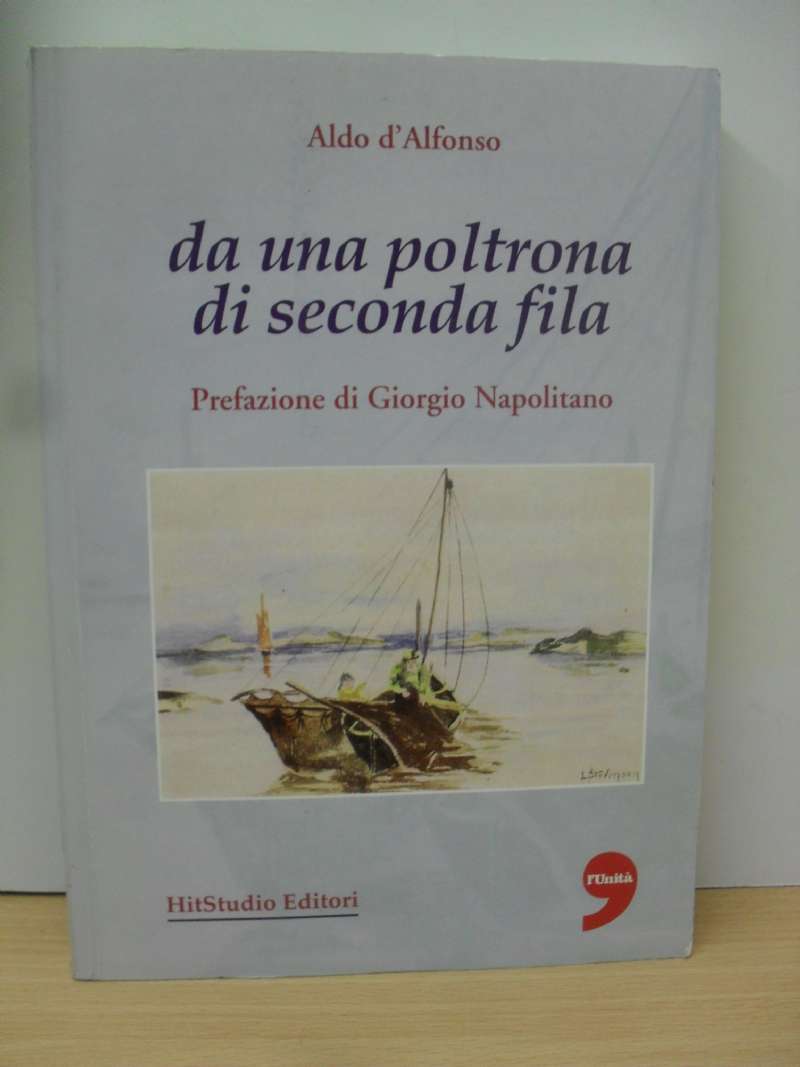 Aldo d'Alfonso
da una poltrona
di seconda fila
Prefazione di Giorgio Napolitano
HitStudio Editori
l'Unità